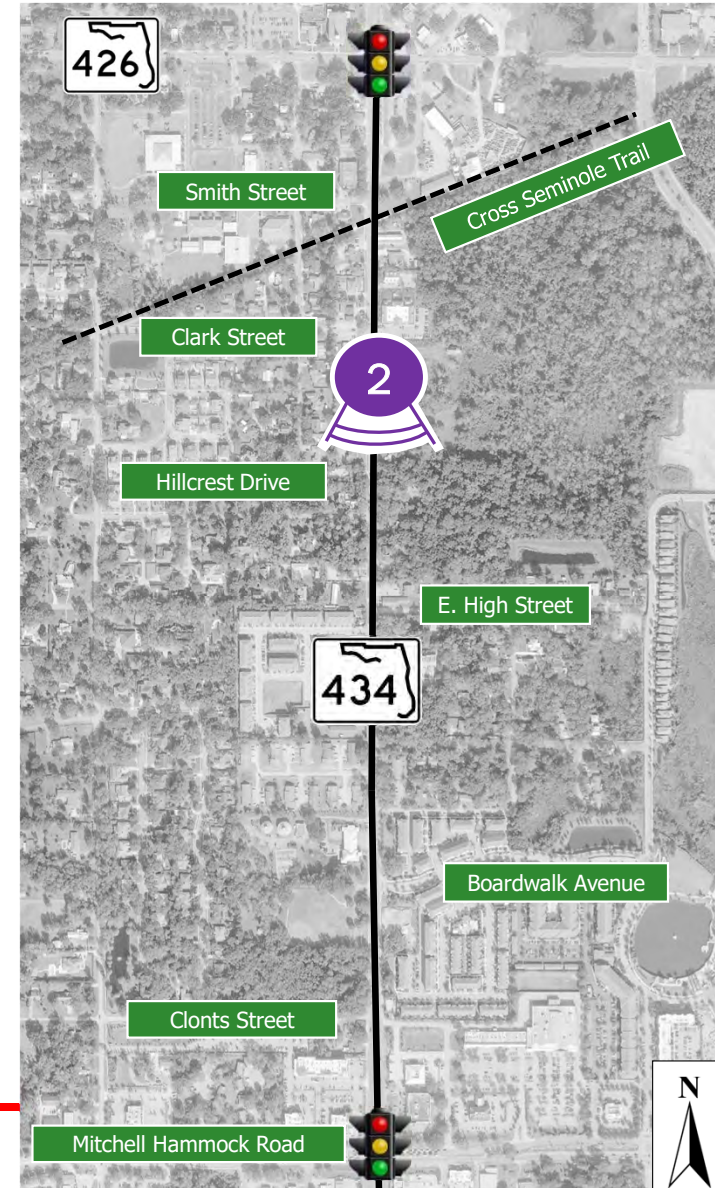 426
Smith Street
Cross Seminole Trail
Clark Street
2
Hillcrest Drive
E. High Street
434
Boardwalk Avenue
Clonts Street
N
Mitchell Hammock Road